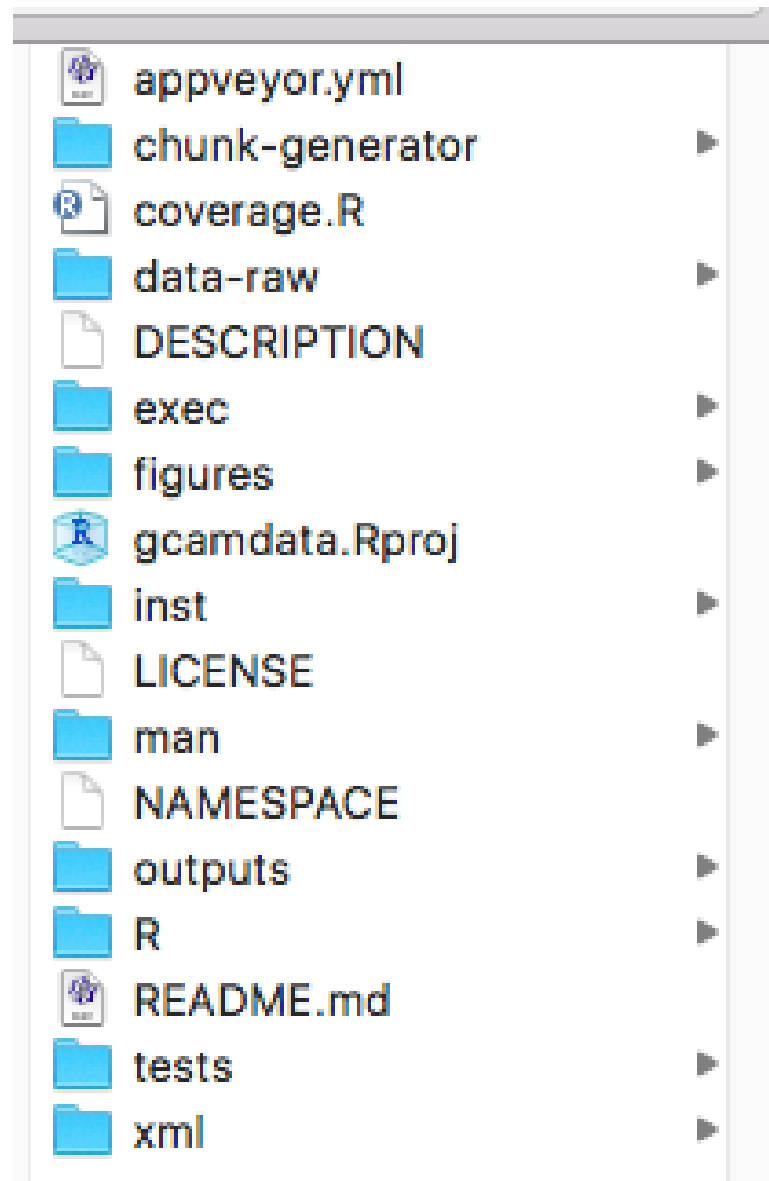 appveyor.yml
chunk-generator
coverage.R
data-raw
DESCRIPTION
exec
figures
gcamdata.Rproj
inst
LICENSE
man
NAMESPACE
outputs
R
README.md
tests
xml